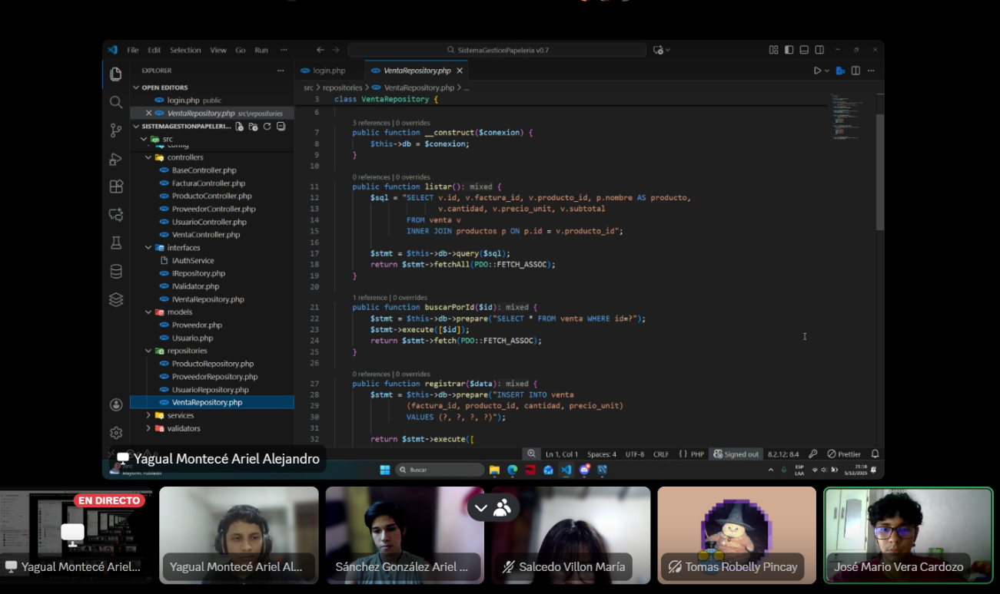 File Edit Selection View Go Run ··· SistemaGestionPapeleria v0.7
EXPLORER ···
OPEN EDITORS
login.php public
VentaRepository.php src\repositories
SISTEMAGESTIONPAPELERI...
src
config
controllers
BaseController.php
FacturaController.php
ProductoController.php
ProveedorController.php
UsuarioController.php
VentaController.php
interfaces
IAuthService
IRepository.php
IValidator.php
IVentaRepository.php
models
Proveedor.php
Usuario.php
repositories
ProductoRepository.php
ProveedorRepository.php
UsuarioRepository.php
VentaRepository.php
services
validators
login.php VentaRepository.php
src > repositories > VentaRepository.php > ...
3 class VentaRepository {
6
3 references | 0 overrides
7 public function __construct($conexion) {
8 $this->db = $conexion;
9 }
10
0 references | 0 overrides
11 public function listar(): mixed {
12 $sql = "SELECT v.id, v.factura_id, v.producto_id, p.nombre AS producto,
13 v.cantidad, v.precio_unit, v.subtotal
14 FROM venta v
15 INNER JOIN productos p ON p.id = v.producto_id";
16
17 $stmt = $this->db->query($sql);
18 return $stmt->fetchAll(PDO::FETCH_ASSOC);
19 }
20
1 reference | 0 overrides
21 public function buscarPorId($id): mixed {
22 $stmt = $this->db->prepare("SELECT * FROM venta WHERE id=?");
23 $stmt->execute([$id]);
24 return $stmt->fetch(PDO::FETCH_ASSOC);
25 }
26
0 references | 0 overrides
27 public function registrar($data): mixed {
28 $stmt = $this->db->prepare("INSERT INTO venta
29 (factura_id, producto_id, cantidad, precio_unit)
30 VALUES (?, ?, ?, ?)");
31
32 return $stmt->execute([
Ln 1, Col 1 Spaces: 4 UTF-8 CRLF { } PHP Signed out 8.2.12: 8.4 Prettier
Yagual Montecé Ariel Alejandro
Mayorm. nublado
Buscar
ESP
LAA
21:16
5/12/2025
EN DIRECTO
Yagual Montecé Ariel...
Yagual Montecé Ariel Al...
Sánchez González Ariel ...
Salcedo Villon María
Tomas Robelly Pincay
José Mario Vera Cardozo